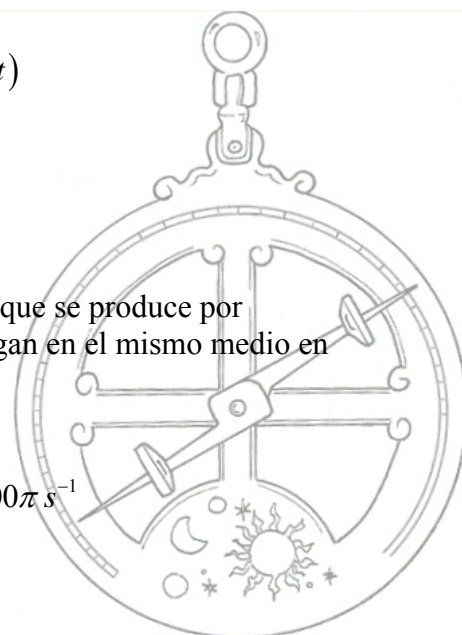 t)
que se produce por
gan en el mismo medio en
00π s⁻¹